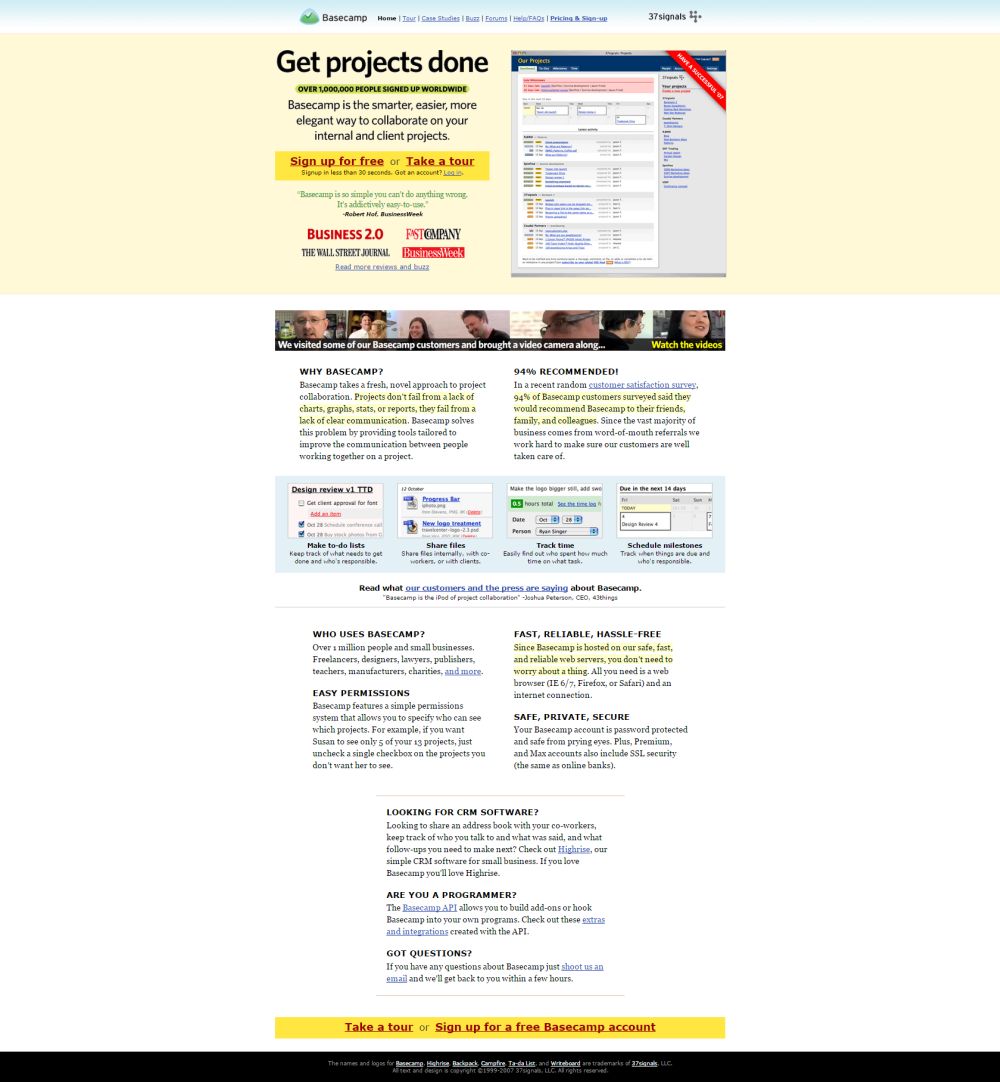 Basecamp Home | Tour | Case Studies | Buzz | Forums | Help/FAQs | Pricing & Sign-up
37signals
Get projects done
OVER 1,000,000 PEOPLE SIGNED UP WORLDWIDE
Basecamp is the smarter, easier, more
elegant way to collaborate on your
internal and client projects.
Sign up for free or Take a tour
Signup in less than 30 seconds. Got an account? Log in.
"Basecamp is so simple you can't do anything wrong.
It's addictively easy-to-use."
-Robert Hof, BusinessWeek
BUSINESS 2.0
FAST COMPANY
THE WALL STREET JOURNAL
BusinessWeek
Read more reviews and buzz
Our Projects
HAVE A SUCCESSFUL '07
37signals
Your projects
We visited some of our Basecamp customers and brought a video camera along...
Watch the videos
WHY BASECAMP?
Basecamp takes a fresh, novel approach to project
collaboration. Projects don't fail from a lack of
charts, graphs, stats, or reports, they fail from a
lack of clear communication. Basecamp solves
this problem by providing tools tailored to
improve the communication between people
working together on a project.
94% RECOMMENDED!
In a recent random customer satisfaction survey,
94% of Basecamp customers surveyed said they
would recommend Basecamp to their friends,
family, and colleagues. Since the vast majority of
business comes from word-of-mouth referrals we
work hard to make sure our customers are well
taken care of.
Design review v1 TTD
Get client approval for font
Add an item
Oct 28 Schedule conference call
Oct 28 Buy stock photos from
Make to-do lists
Keep track of what needs to get
done and who's responsible.
12 October
Progress Bar
iphoto.png
New logo treatment
travelcenter-logo-2.3.psd
Share files
Share files internally, with co-
workers, or with clients.
Make the logo bigger still, add swo
0.5 hours total See the time log
Date Oct 28
Person Ryan Singer
Track time
Easily find out who spent how much
time on what task.
Due in the next 14 days
Fri Sat Sun
TODAY
4
Design Review 4
Schedule milestones
Track when things are due and
who's responsible.
Read what our customers and the press are saying about Basecamp.
"Basecamp is the iPod of project collaboration" -Joshua Peterson, CEO, 43things
WHO USES BASECAMP?
Over 1 million people and small businesses.
Freelancers, designers, lawyers, publishers,
teachers, manufacturers, charities, and more.
EASY PERMISSIONS
Basecamp features a simple permissions
system that allows you to specify who can see
which projects. For example, if you want
Susan to see only 5 of your 13 projects, just
uncheck a single checkbox on the projects you
don't want her to see.
FAST, RELIABLE, HASSLE-FREE
Since Basecamp is hosted on our safe, fast,
and reliable web servers, you don't need to
worry about a thing. All you need is a web
browser (IE 6/7, Firefox, or Safari) and an
internet connection.
SAFE, PRIVATE, SECURE
Your Basecamp account is password protected
and safe from prying eyes. Plus, Premium,
and Max accounts also include SSL security
(the same as online banks).
LOOKING FOR CRM SOFTWARE?
Looking to share an address book with your co-workers,
keep track of who you talk to and what was said, and what
follow-ups you need to make next? Check out Highrise, our
simple CRM software for small business. If you love
Basecamp you'll love Highrise.
ARE YOU A PROGRAMMER?
The Basecamp API allows you to build add-ons or hook
Basecamp into your own programs. Check out these extras
and integrations created with the API.
GOT QUESTIONS?
If you have any questions about Basecamp just shoot us an
email and we'll get back to you within a few hours.
Take a tour or Sign up for a free Basecamp account
The names and logos for Basecamp, Highrise, Backpack, Campfire, Ta-da List, and Writeboard are trademarks of 37signals, LLC.
All text and design is copyright ©1999-2007 37signals, LLC. All rights reserved.